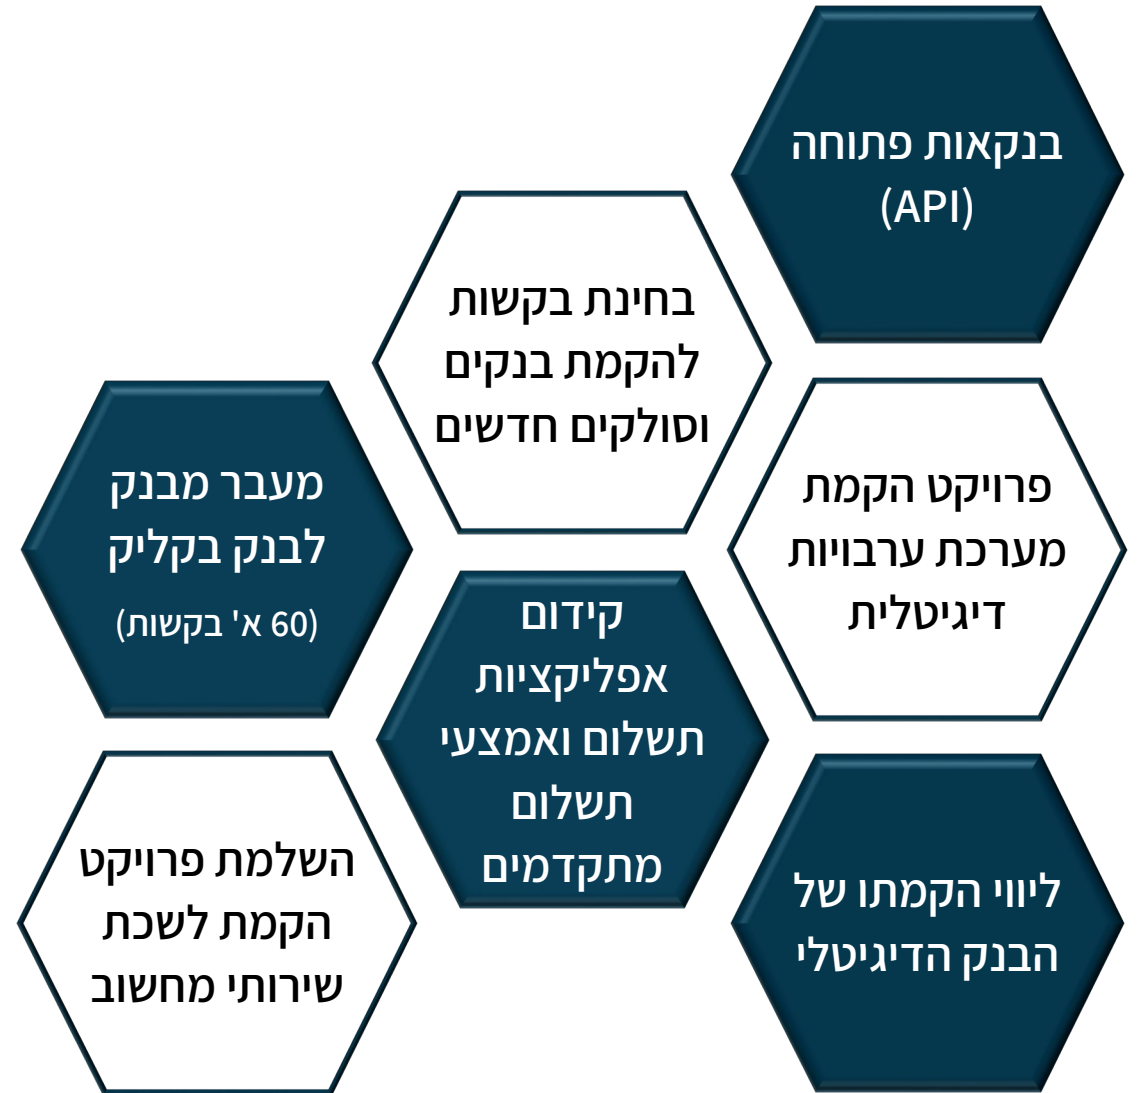 בנקאות פתוחה
(API)
פרויקט הקמת
מערכת ערבויות
דיגיטלית
ליווי הקמתו של
הבנק הדיגיטלי
בחינת בקשות
להקמת בנקים
וסולקים חדשים
קידום
אפליקציות
תשלום ואמצעי
תשלום
מתקדמים
מעבר מבנק
לבנק בקליק
(60 א' בקשות)
השלמת פרויקט
הקמת לשכת
שירותי מחשוב